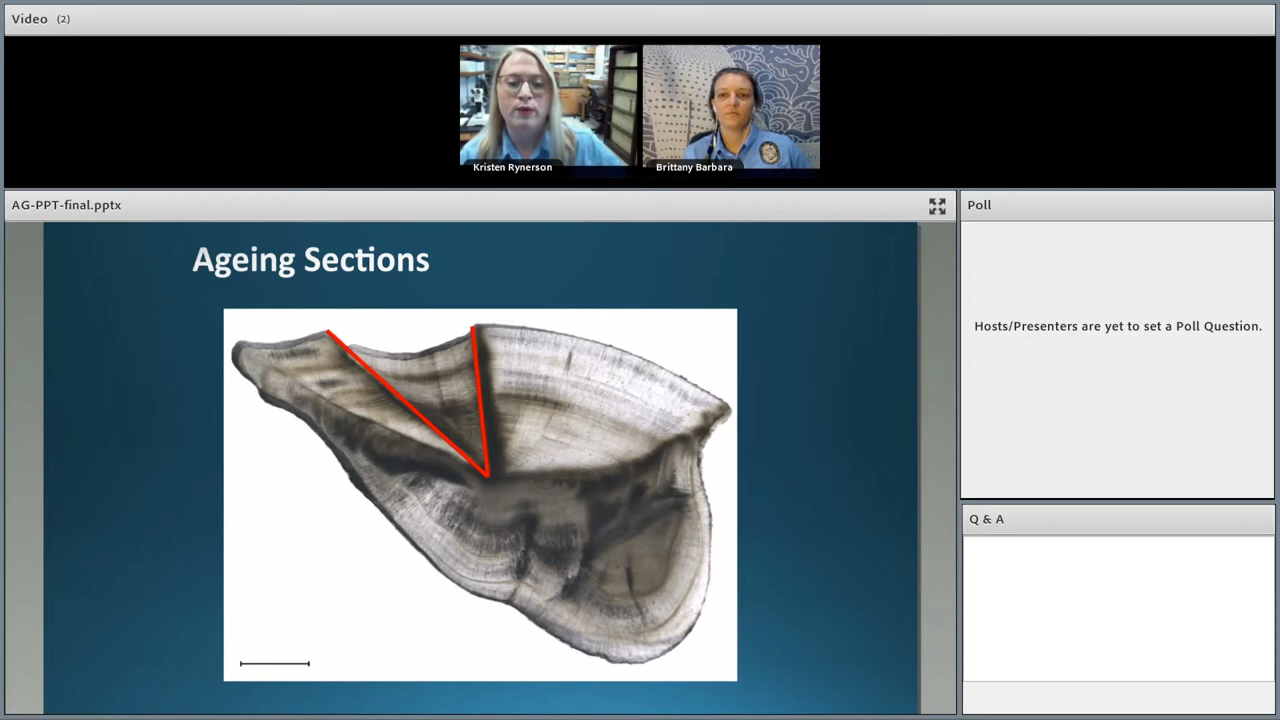 Video (2)
Kristen Rynerson
Brittany Barbara
AG-PPT-final.pptx
Poll
Ageing Sections
Hosts/Presenters are yet to set a Poll Question.
Q & A